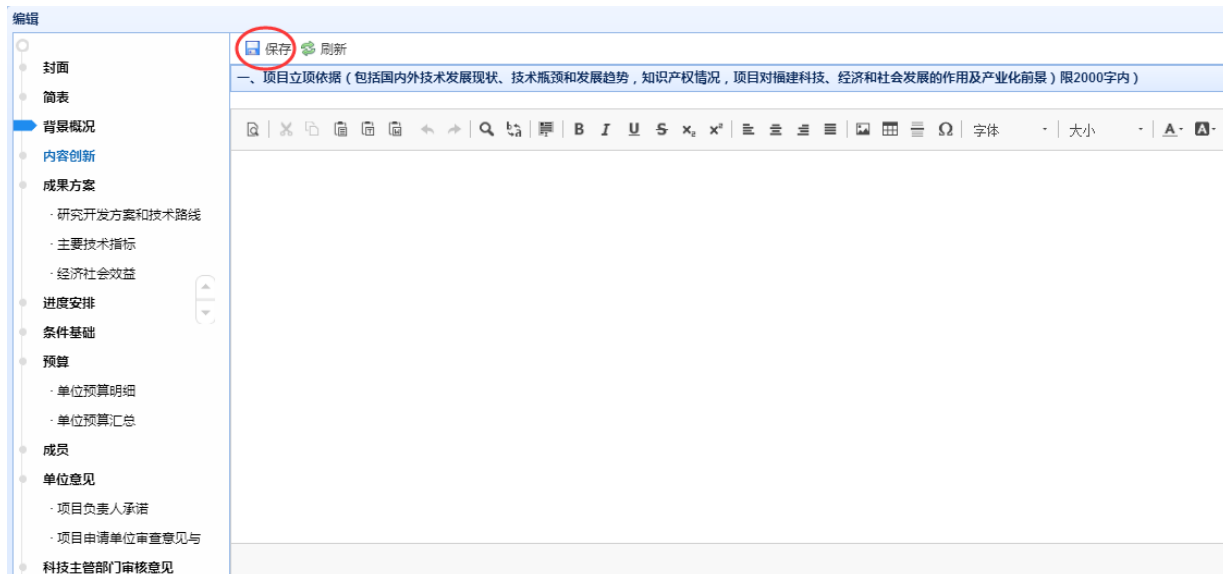 编辑
保存 刷新
一、项目立项依据（包括国内外技术发展现状、技术瓶颈和发展趋势，知识产权情况，项目对福建科技、经济和社会发展的作用及产业化前景）限2000字内）
B I U S x₂ x² Ω 字体 大小 A A
封面
简表
背景概况
内容创新
成果方案
· 研究开发方案和技术路线
· 主要技术指标
· 经济社会效益
进度安排
条件基础
预算
· 单位预算明细
· 单位预算汇总
成员
单位意见
· 项目负责人承诺
· 项目申请单位审查意见与
科技主管部门审核意见